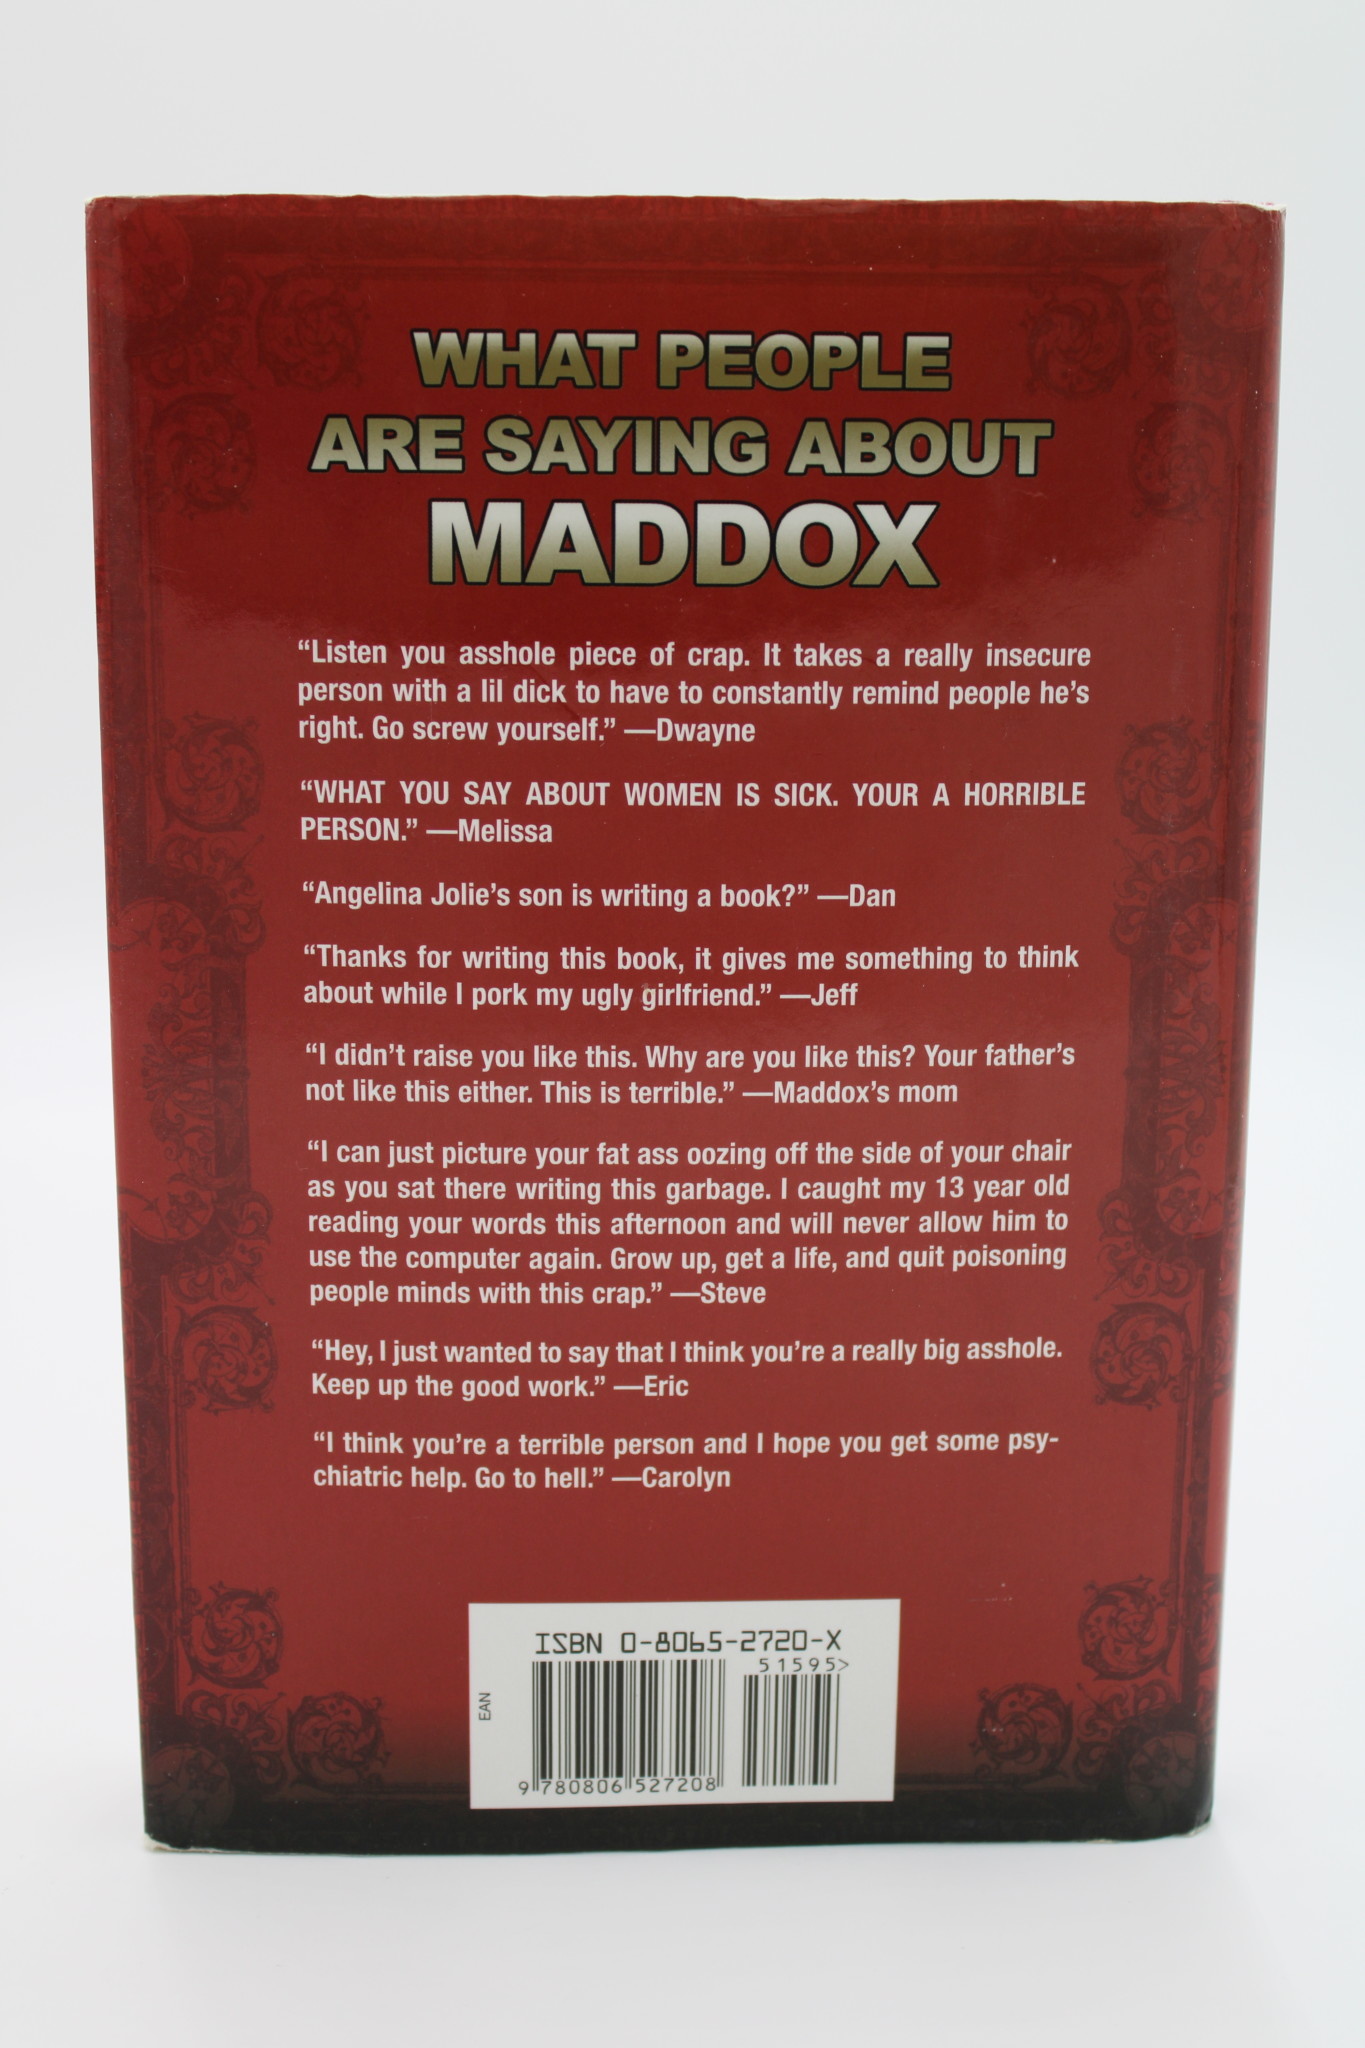 WHAT PEOPLE
ARE SAYING ABOUT
MADDOX
“Listen you asshole piece of crap. It takes a really insecure
person with a lil dick to have to constantly remind people he’s
right. Go screw yourself.” —Dwayne
“WHAT YOU SAY ABOUT WOMEN IS SICK. YOUR A HORRIBLE
PERSON.” —Melissa
“Angelina Jolie’s son is writing a book?” —Dan
“Thanks for writing this book, it gives me something to think
about while I pork my ugly girlfriend.” —Jeff
“I didn’t raise you like this. Why are you like this? Your father’s
not like this either. This is terrible.” —Maddox’s mom
“I can just picture your fat ass oozing off the side of your chair
as you sat there writing this garbage. I caught my 13 year old
reading your words this afternoon and will never allow him to
use the computer again. Grow up, get a life, and quit poisoning
people minds with this crap.” —Steve
“Hey, I just wanted to say that I think you’re a really big asshole.
Keep up the good work.” —Eric
“I think you’re a terrible person and I hope you get some psy-
chiatric help. Go to hell.” —Carolyn
ISBN 0-8065-2720-X
51595>
EAN
9 780806 527208